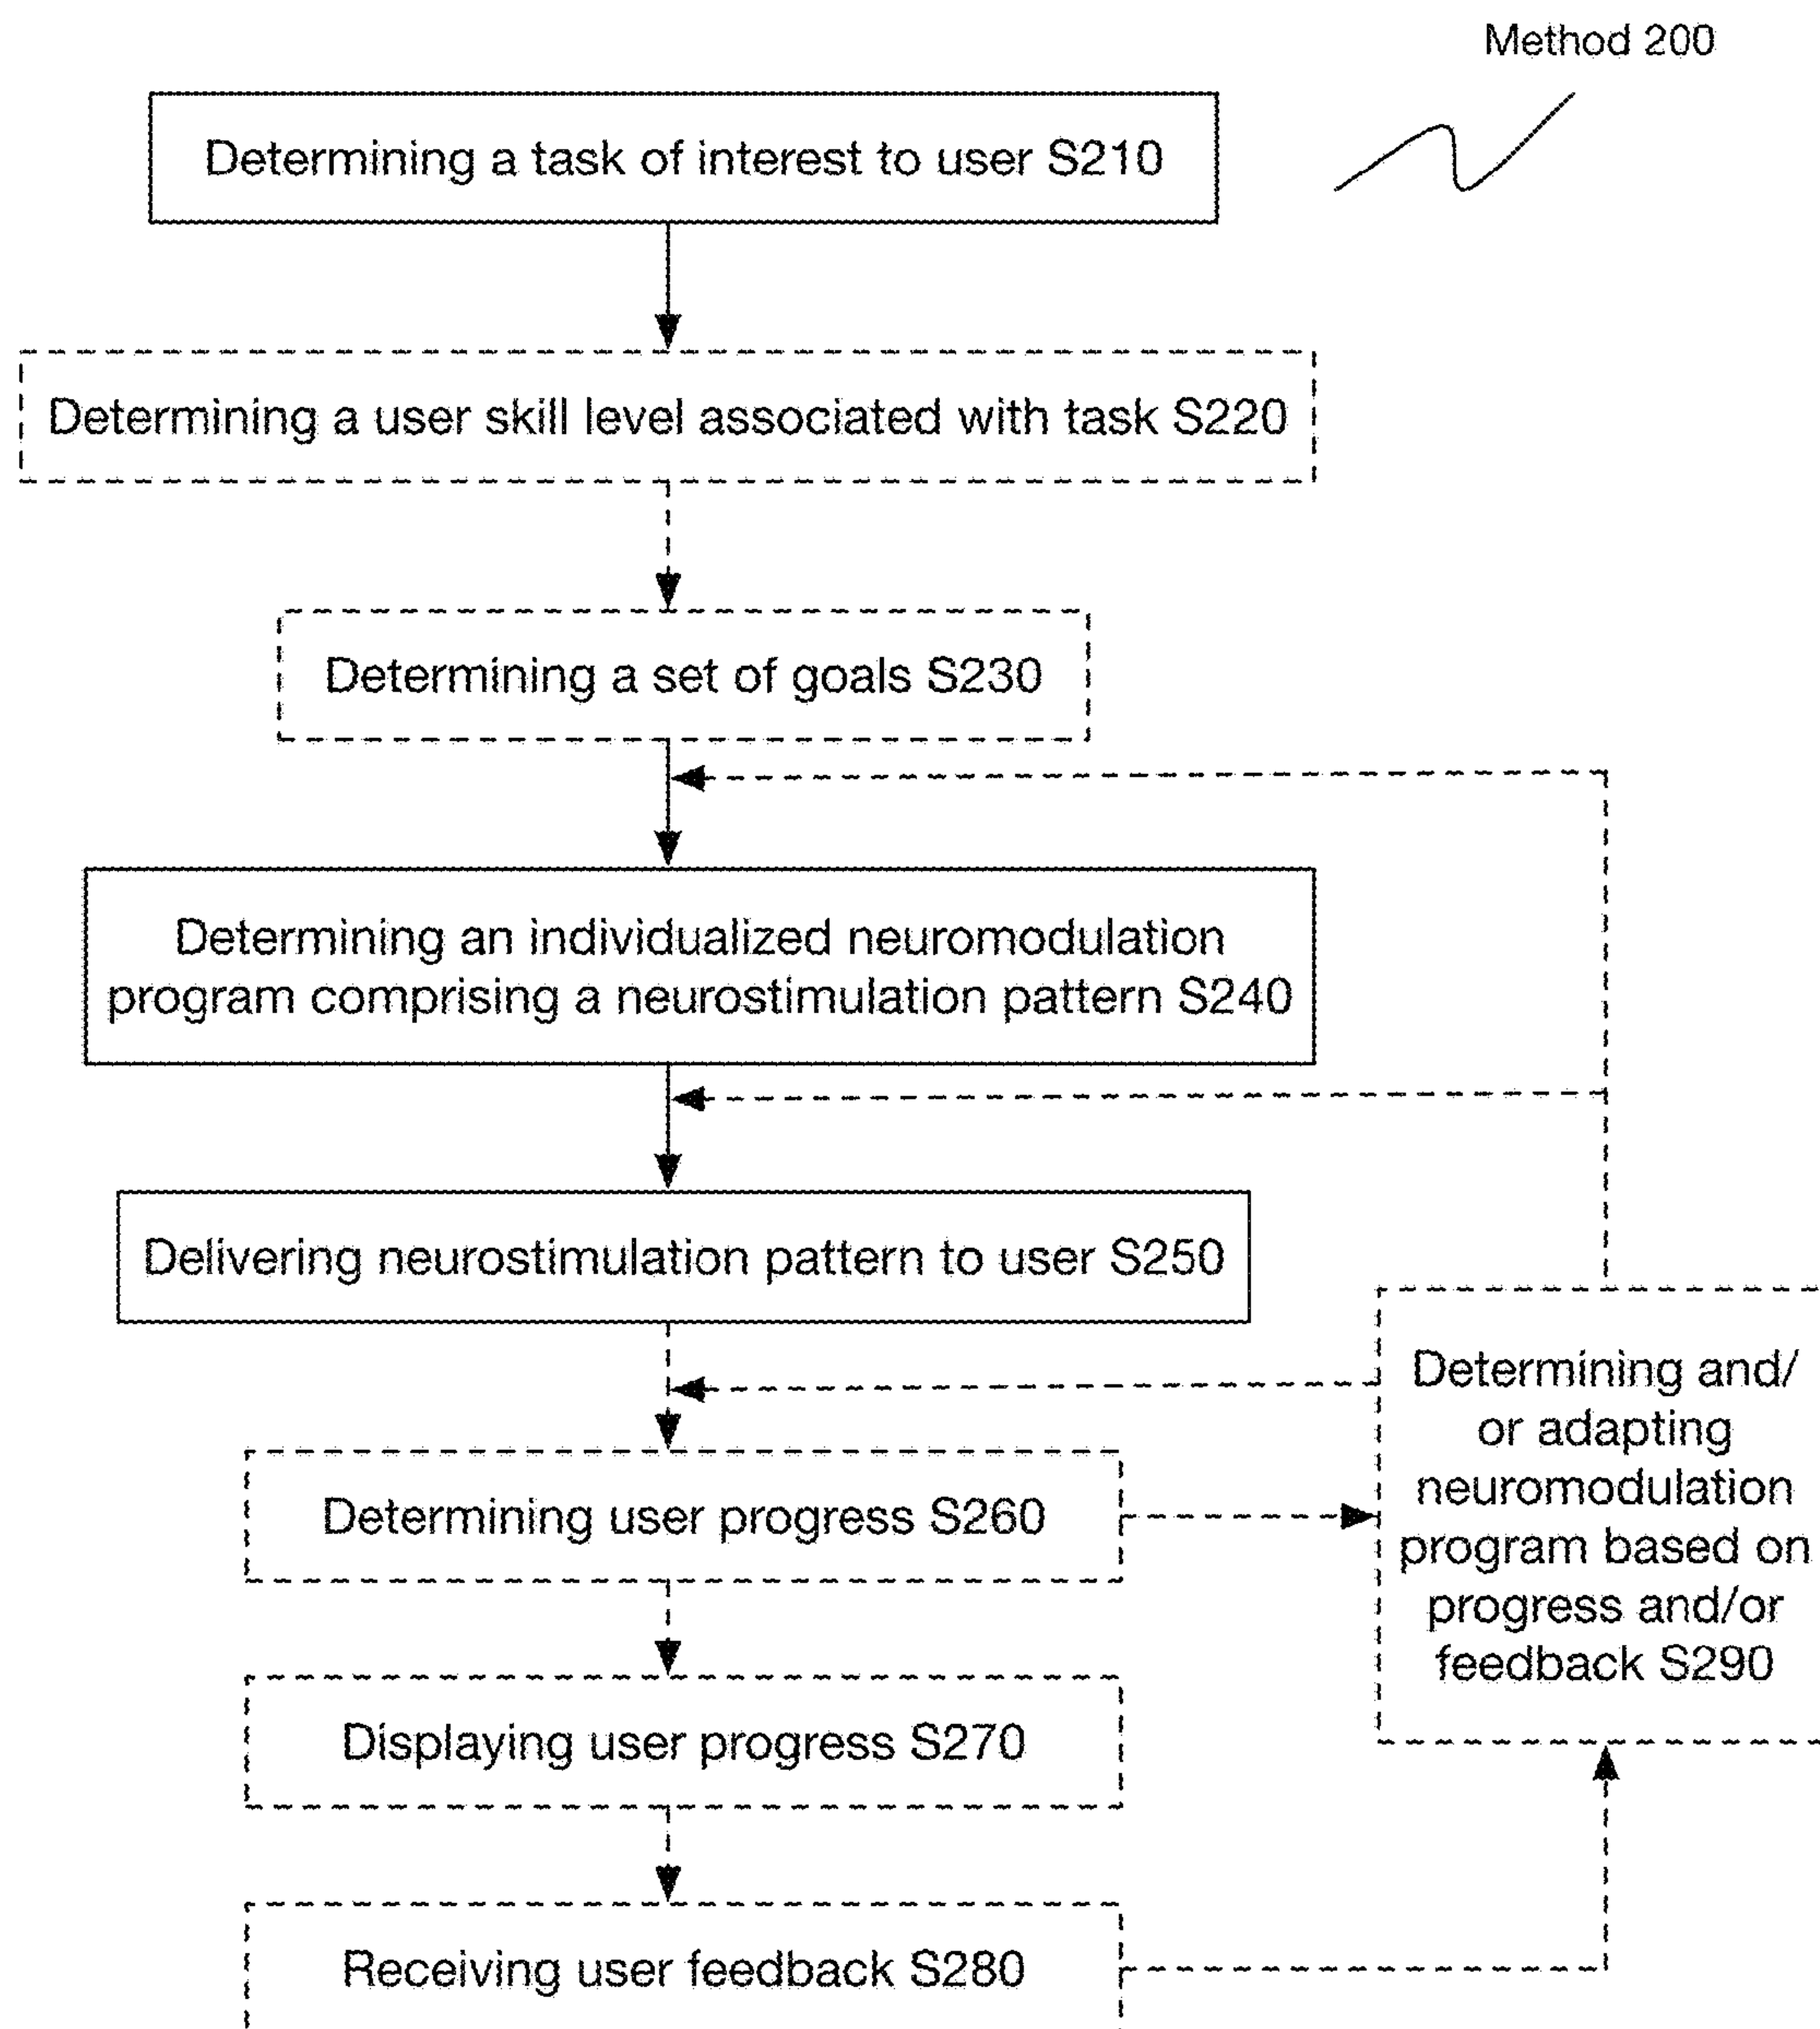 Method 200
Determining a task of interest to user S210
Determining a user skill level associated with task S220
Determining a set of goals S230
Determining an individualized neuromodulation
program comprising a neurostimulation pattern S240
Delivering neurostimulation pattern to user S250
Determining and/
or adapting
neuromodulation
program based on
progress and/or
feedback S290
Determining user progress S260
Displaying user progress S270
Receiving user feedback S280